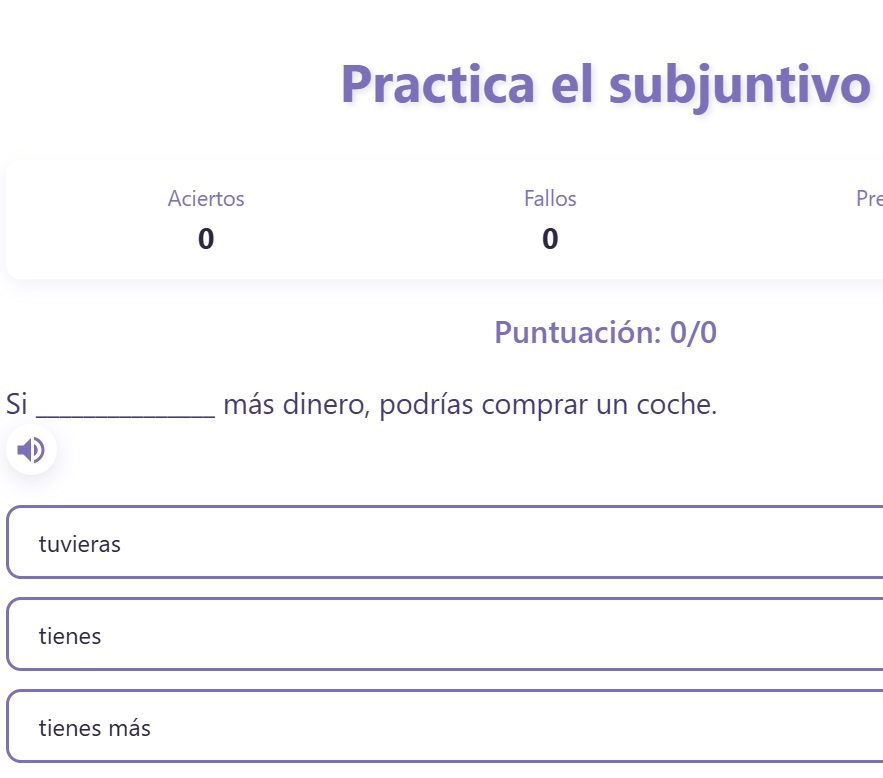 Practica el subjuntivo
Aciertos
Fallos
Pre
0
0
Puntuación: 0/0
Si _______________ más dinero, podrías comprar un coche.
tuvieras
tienes
tienes más